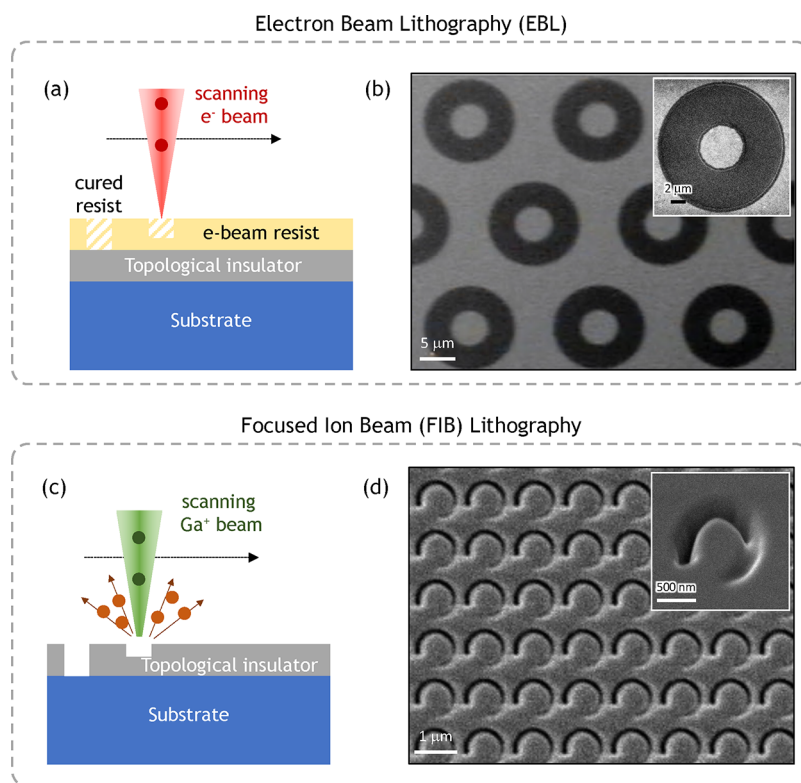 Electron Beam Lithography (EBL)
(a)
scanning
e⁻ beam
cured
resist
e-beam resist
Topological insulator
Substrate
(b)
2 μm
5 μm
Focused Ion Beam (FIB) Lithography
(c)
scanning
Ga⁺ beam
Topological insulator
Substrate
(d)
500 nm
1 μm